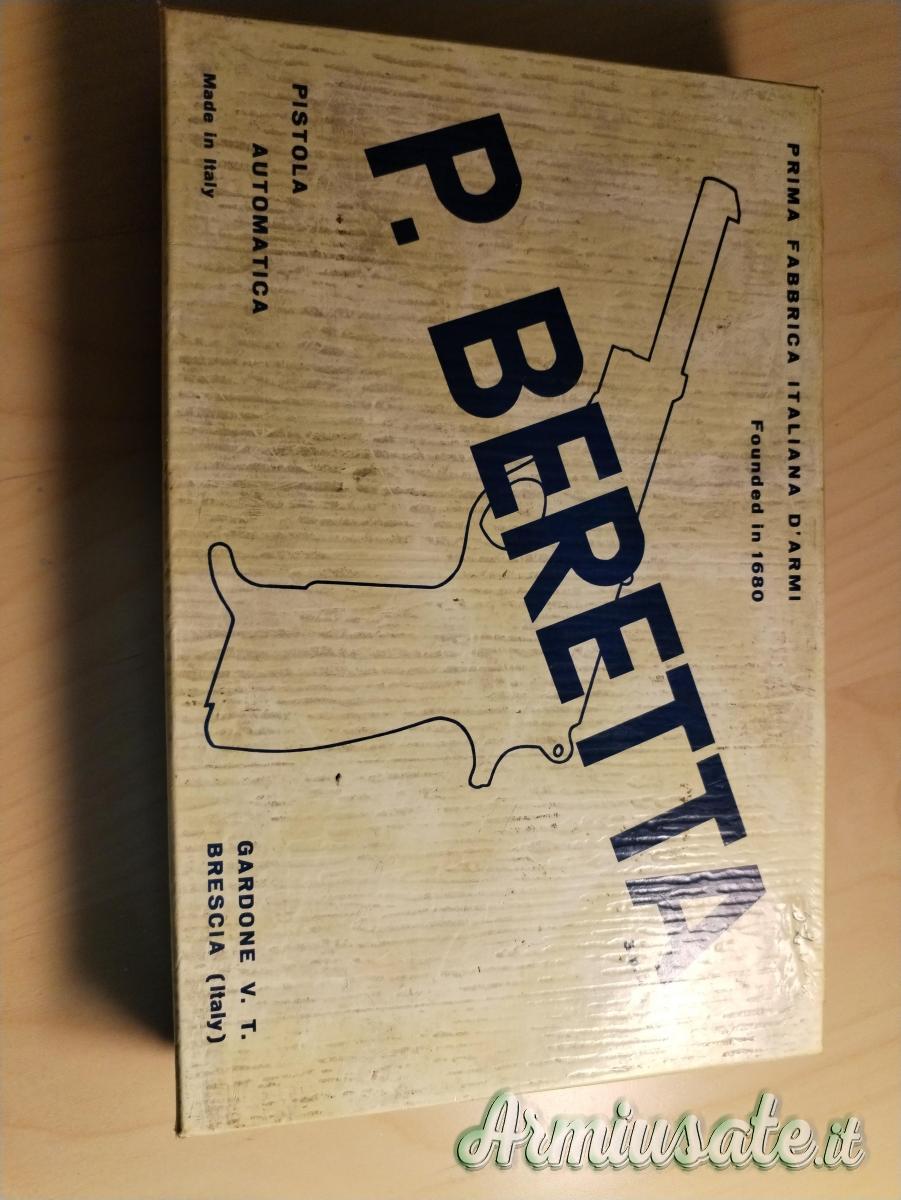 PRIMA FABBRICA ITALIANA D'ARMI
Founded in 1680
P. BERETTA
PISTOLA
AUTOMATICA
Made in Italy
GARDONE V. T.
BRESCIA (Italy)
Armiusate.it